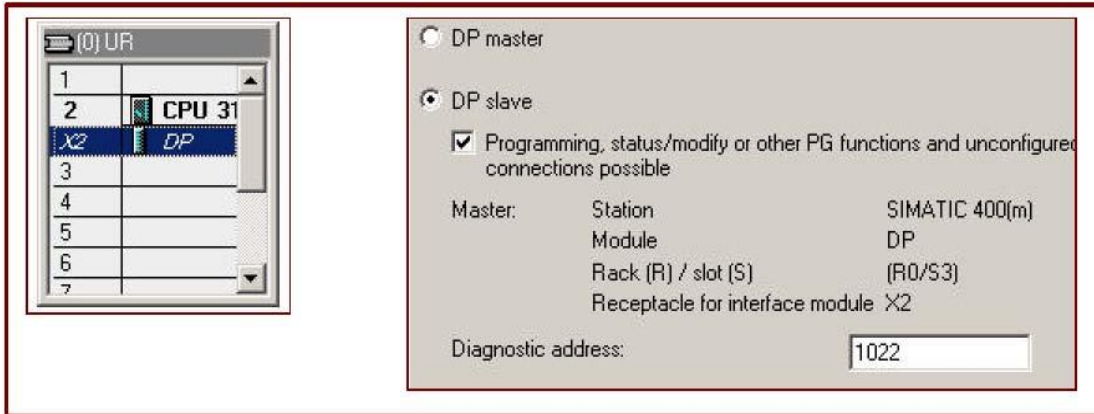 (0) UR
1
2 CPU 31
X2 DP
3
4
5
6
7
DP master
DP slave
Programming, status/modify or other PG functions and unconfigured
connections possible
Master: Station SIMATIC 400(m)
Module DP
Rack (R) / slot (S) (R0/S3)
Receptacle for interface module X2
Diagnostic address: 1022